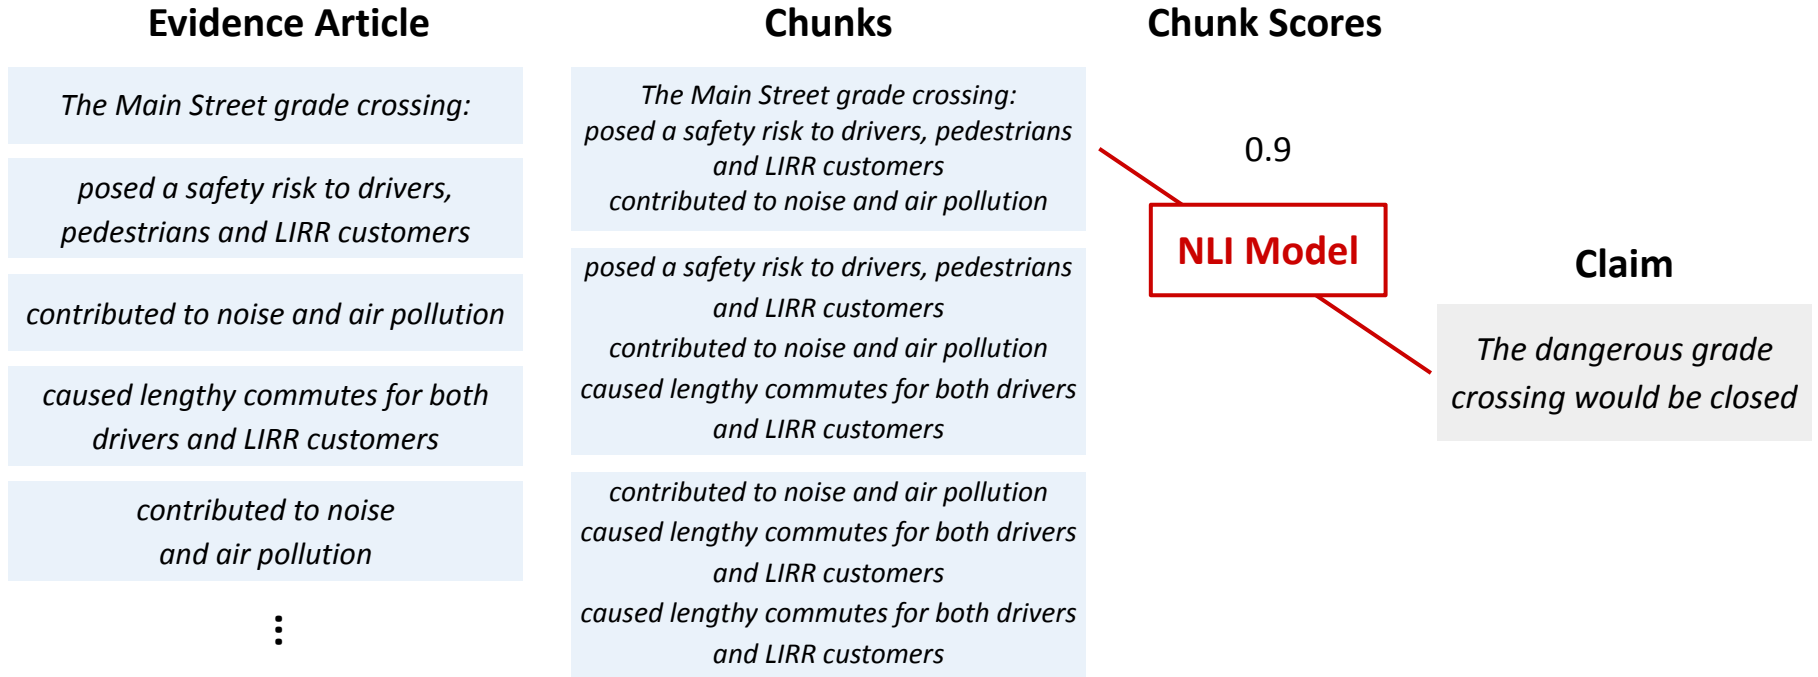 Evidence Article
The Main Street grade crossing:
posed a safety risk to drivers,
pedestrians and LIRR customers
contributed to noise and air pollution
caused lengthy commutes for both
drivers and LIRR customers
contributed to noise
and air pollution
⋮
Chunks
The Main Street grade crossing:
posed a safety risk to drivers, pedestrians
and LIRR customers
contributed to noise and air pollution
posed a safety risk to drivers, pedestrians
and LIRR customers
contributed to noise and air pollution
caused lengthy commutes for both drivers
and LIRR customers
contributed to noise and air pollution
caused lengthy commutes for both drivers
and LIRR customers
caused lengthy commutes for both drivers
and LIRR customers
Chunk Scores
0.9
NLI Model
Claim
The dangerous grade
crossing would be closed